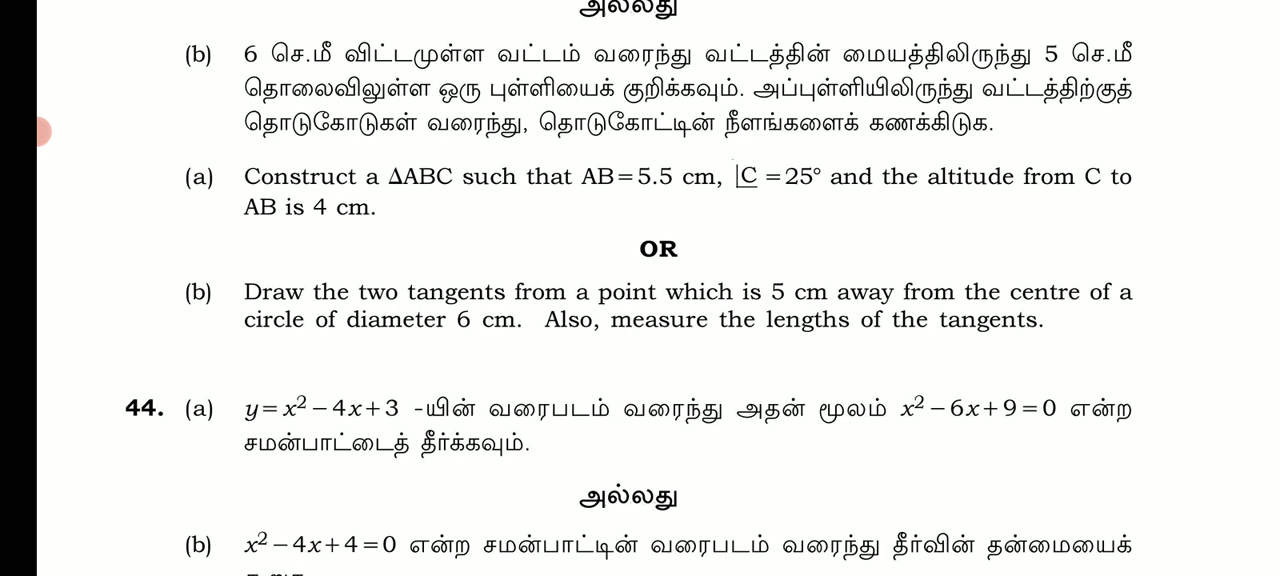 அல்லது
(b) 6 செ.மீ விட்டமுள்ள வட்டம் வரைந்து வட்டத்தின் மையத்திலிருந்து 5 செ.மீ
தொலைவிலுள்ள ஒரு புள்ளியைக் குறிக்கவும். அப்புள்ளியிலிருந்து வட்டத்திற்குத்
தொடுகோடுகள் வரைந்து, தொடுகோட்டின் நீளங்களைக் கணக்கிடுக.
(a) Construct a ΔABC such that AB=5.5 cm, |C =25° and the altitude from C to
AB is 4 cm.
OR
(b) Draw the two tangents from a point which is 5 cm away from the centre of a
circle of diameter 6 cm. Also, measure the lengths of the tangents.
44. (a) y=x²−4x+3 -யின் வரைபடம் வரைந்து அதன் மூலம் x²−6x+9=0 என்ற
சமன்பாட்டைத் தீர்க்கவும்.
அல்லது
(b) x²−4x+4=0 என்ற சமன்பாட்டின் வரைபடம் வரைந்து தீர்வின் தன்மையைக்